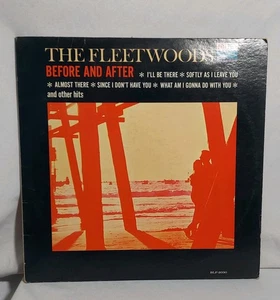 THE FLEETWOODS
BEFORE AND AFTER * I'LL BE THERE * SOFTLY AS I LEAVE YOU
* ALMOST THERE * SINCE I DON'T HAVE YOU * WHAT AM I GONNA DO WITH YOU *
and other hits